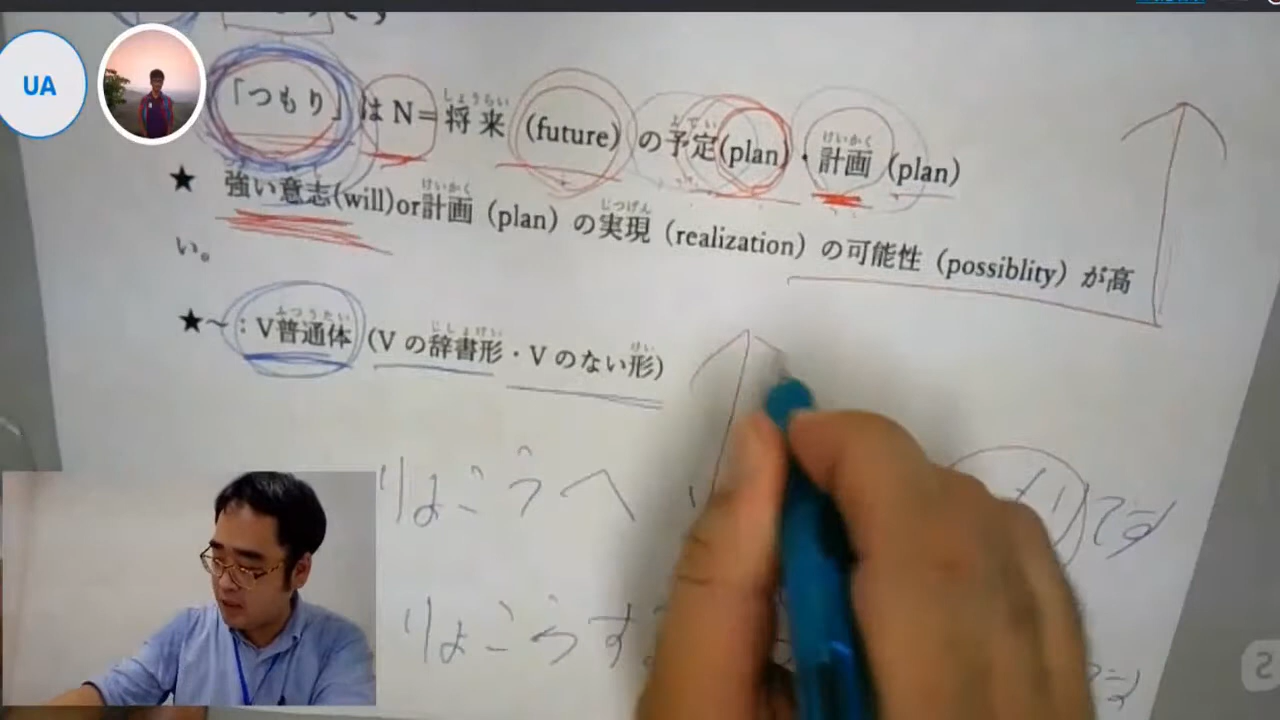 UA
「つもり」は N=将来（future）の予定(plan)・計画（plan）
★ 強い意志(will)or計画（plan）の実現（realization）の可能性（possiblity）が高
い。
★～：V普通体（V の辞書形・V のない形）
りょこうへ
です
りょこうす